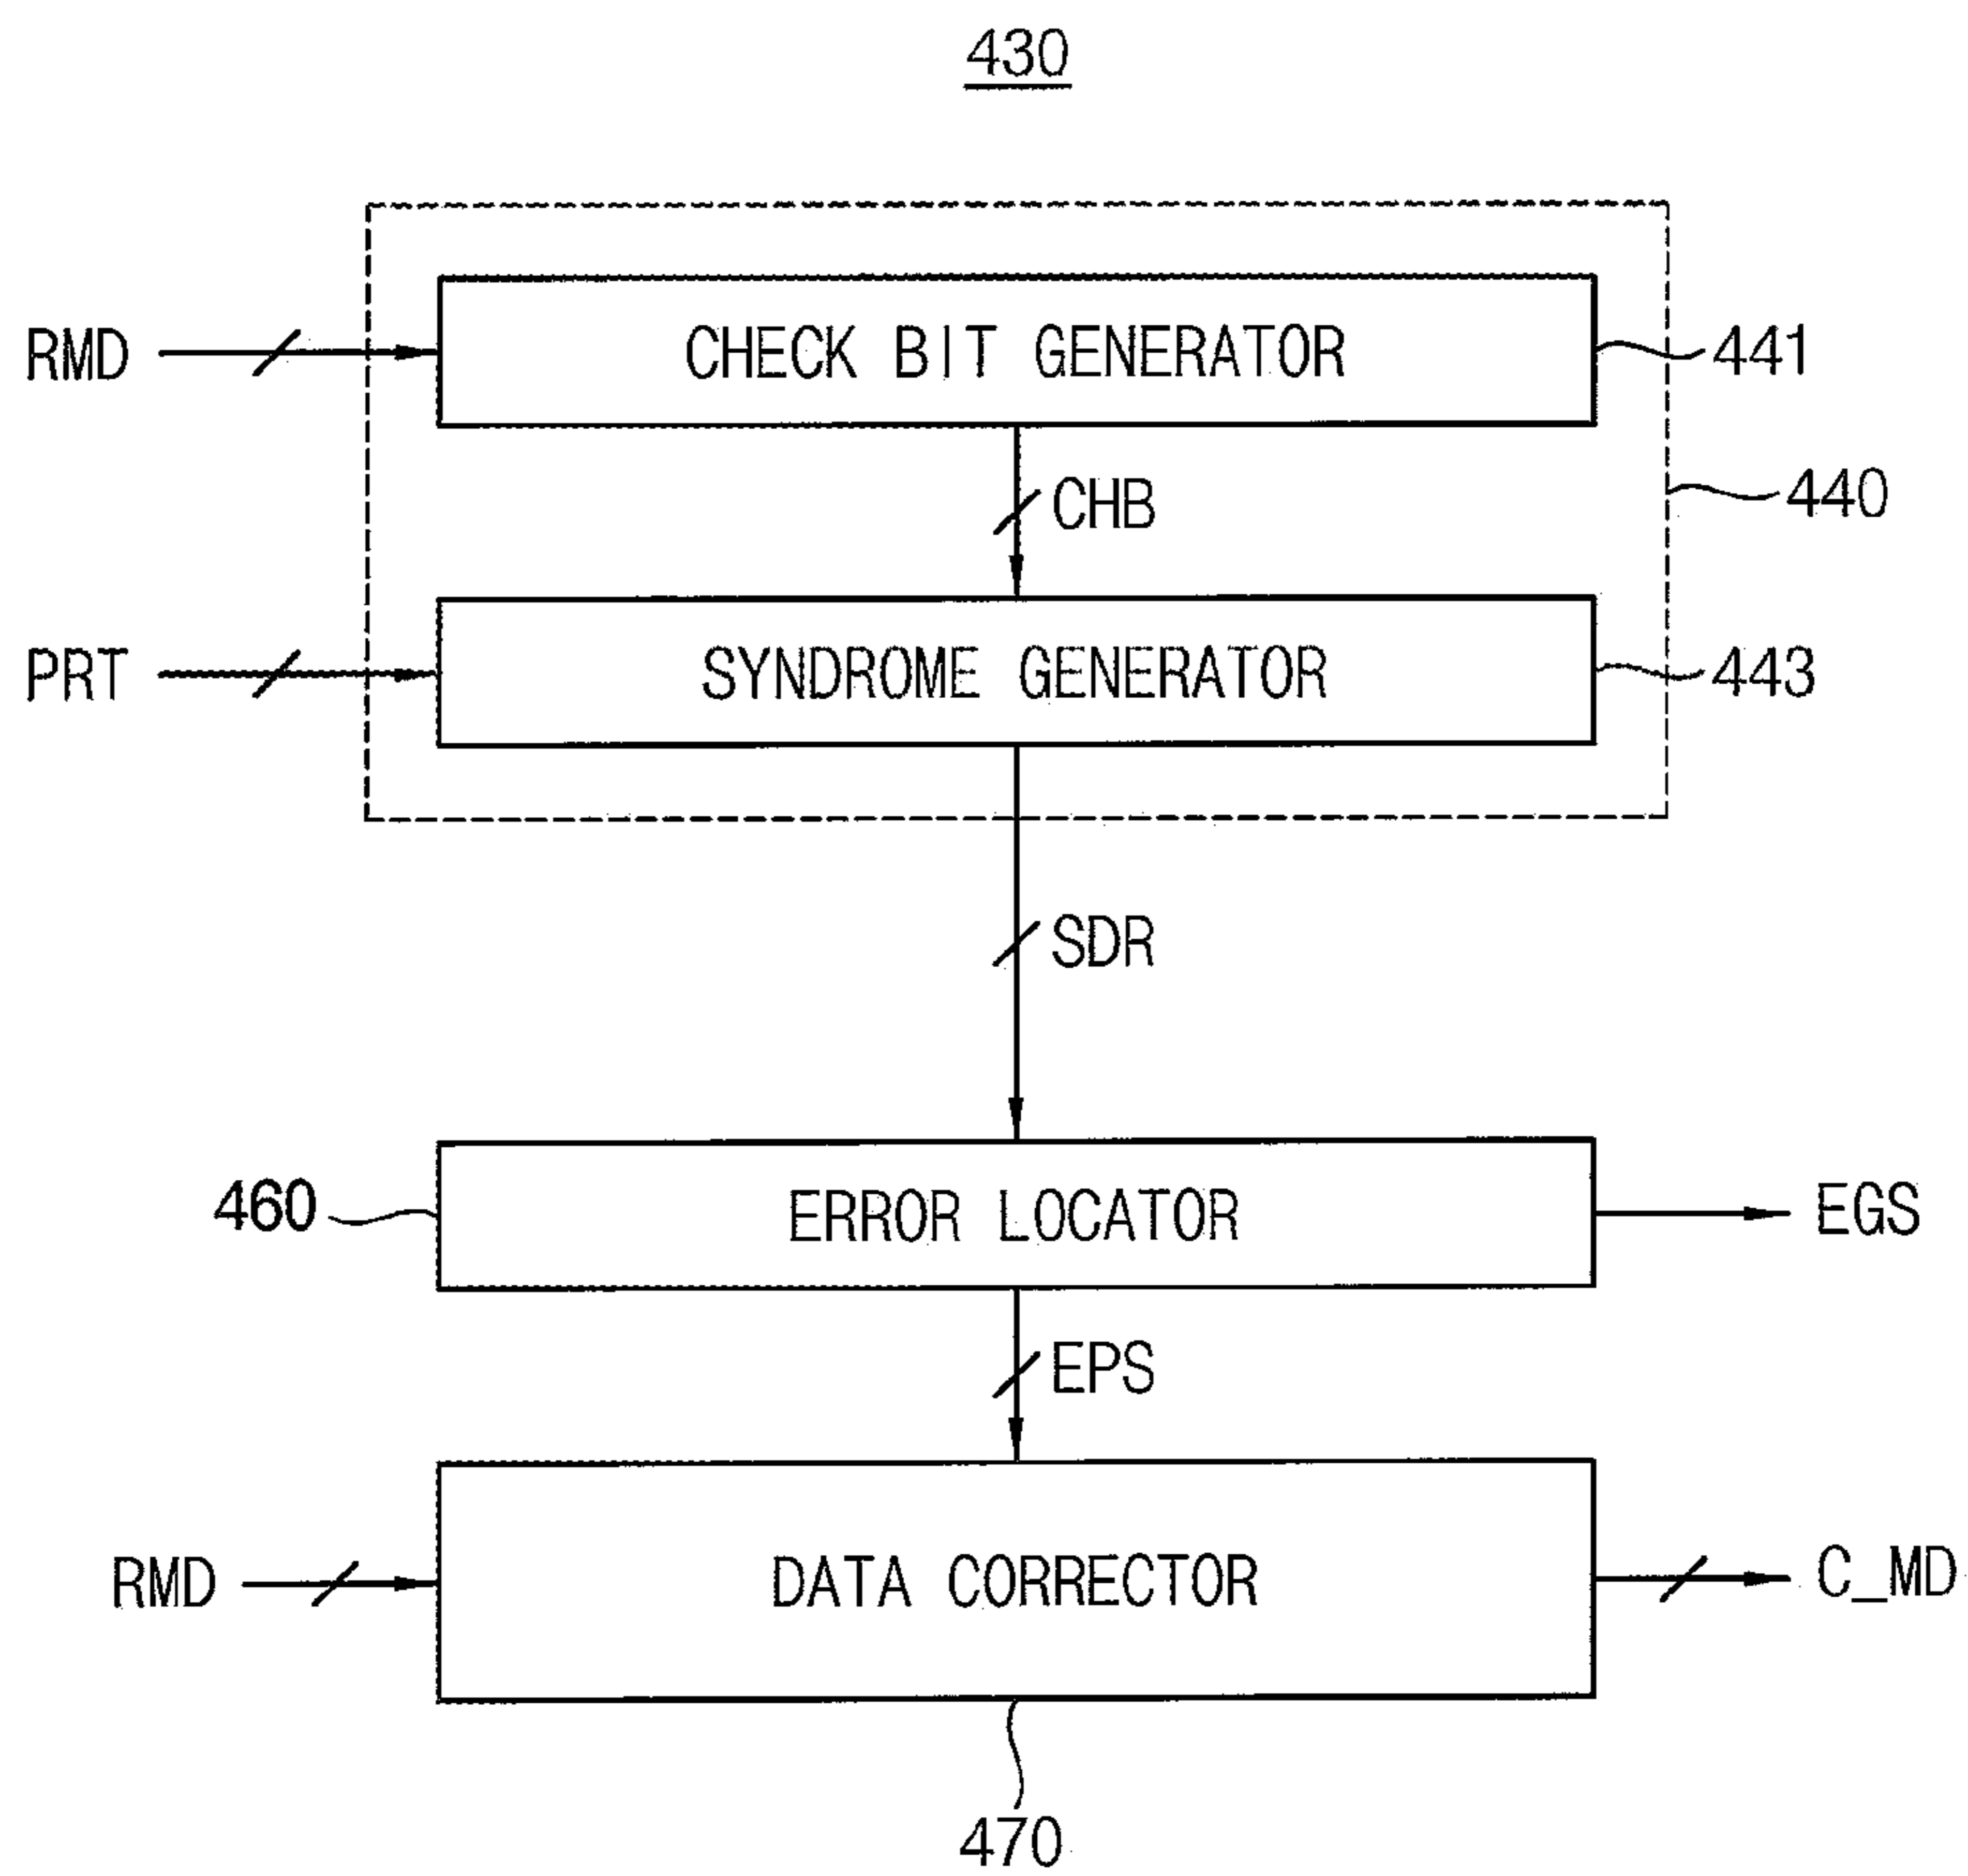 430
RMD
CHECK BIT GENERATOR
441
CHB
440
PRT
SYNDROME GENERATOR
443
SDR
460
ERROR LOCATOR
EGS
EPS
RMD
DATA CORRECTOR
C_MD
470